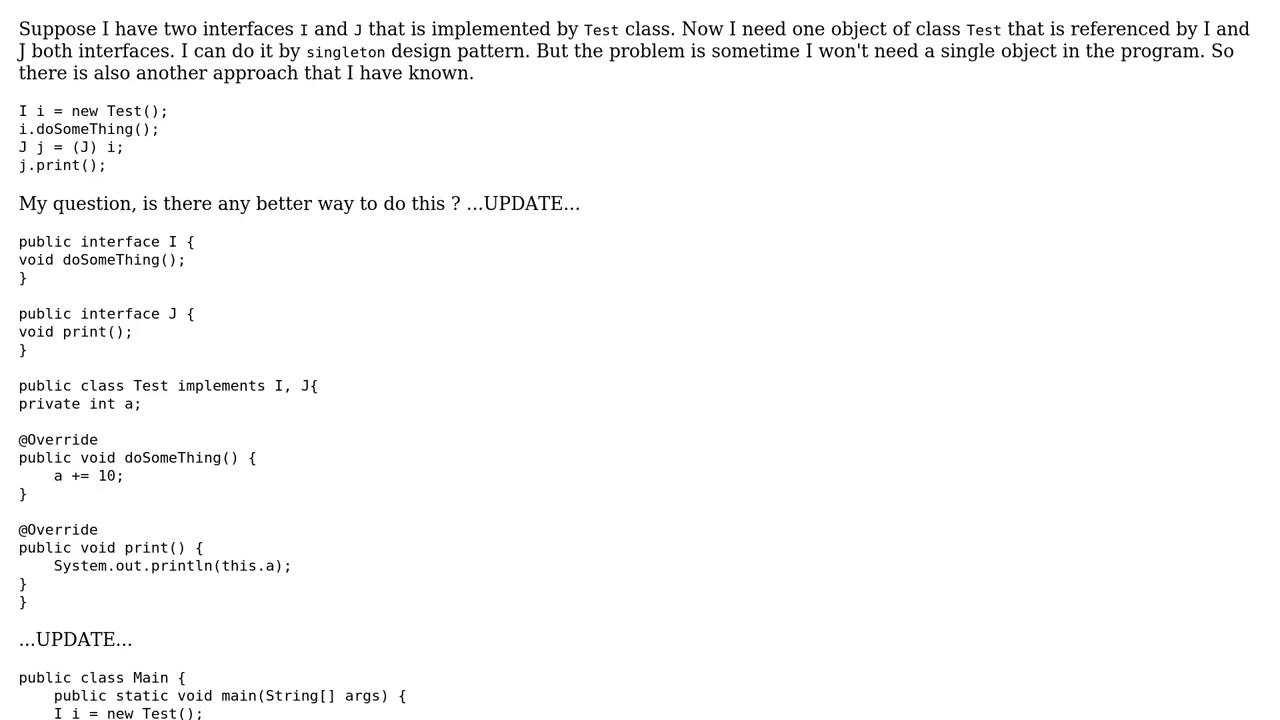 Suppose I have two interfaces I and J that is implemented by Test class. Now I need one object of class Test that is referenced by I and
J both interfaces. I can do it by singleton design pattern. But the problem is sometime I won't need a single object in the program. So
there is also another approach that I have known.
I i = new Test();
i.doSomeThing();
J j = (J) i;
j.print();
My question, is there any better way to do this ? ...UPDATE...
public interface I {
void doSomeThing();
}
public interface J {
void print();
}
public class Test implements I, J{
private int a;
@Override
public void doSomeThing() {
    a += 10;
}
@Override
public void print() {
    System.out.println(this.a);
}
}
...UPDATE...
public class Main {
    public static void main(String[] args) {
    I i = new Test();